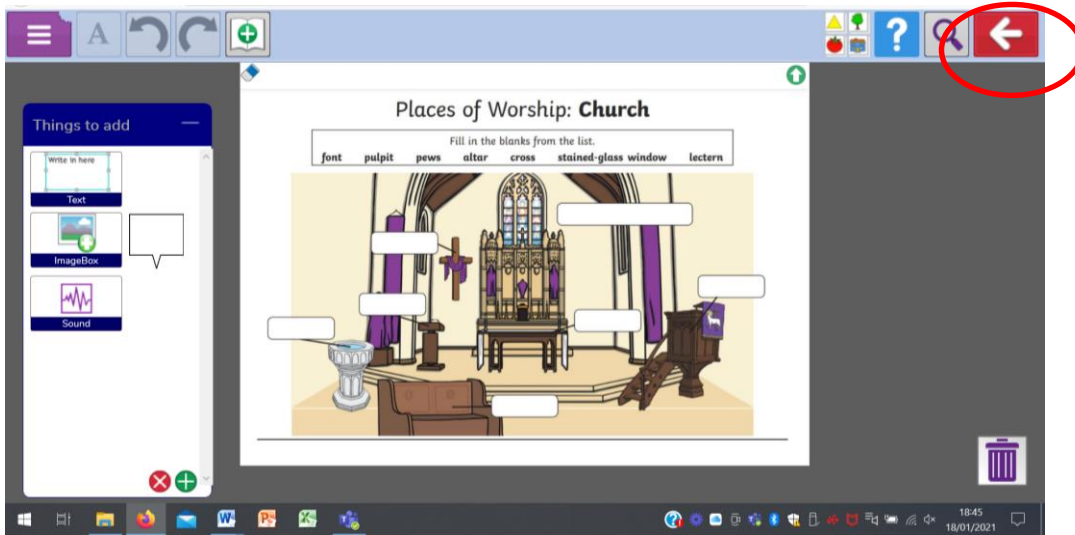 A
?
Things to add
Write in here
Text
ImageBox
Sound
Places of Worship: Church
Fill in the blanks from the list.
font pulpit pews altar cross stained-glass window lectern
18:45
18/01/2021